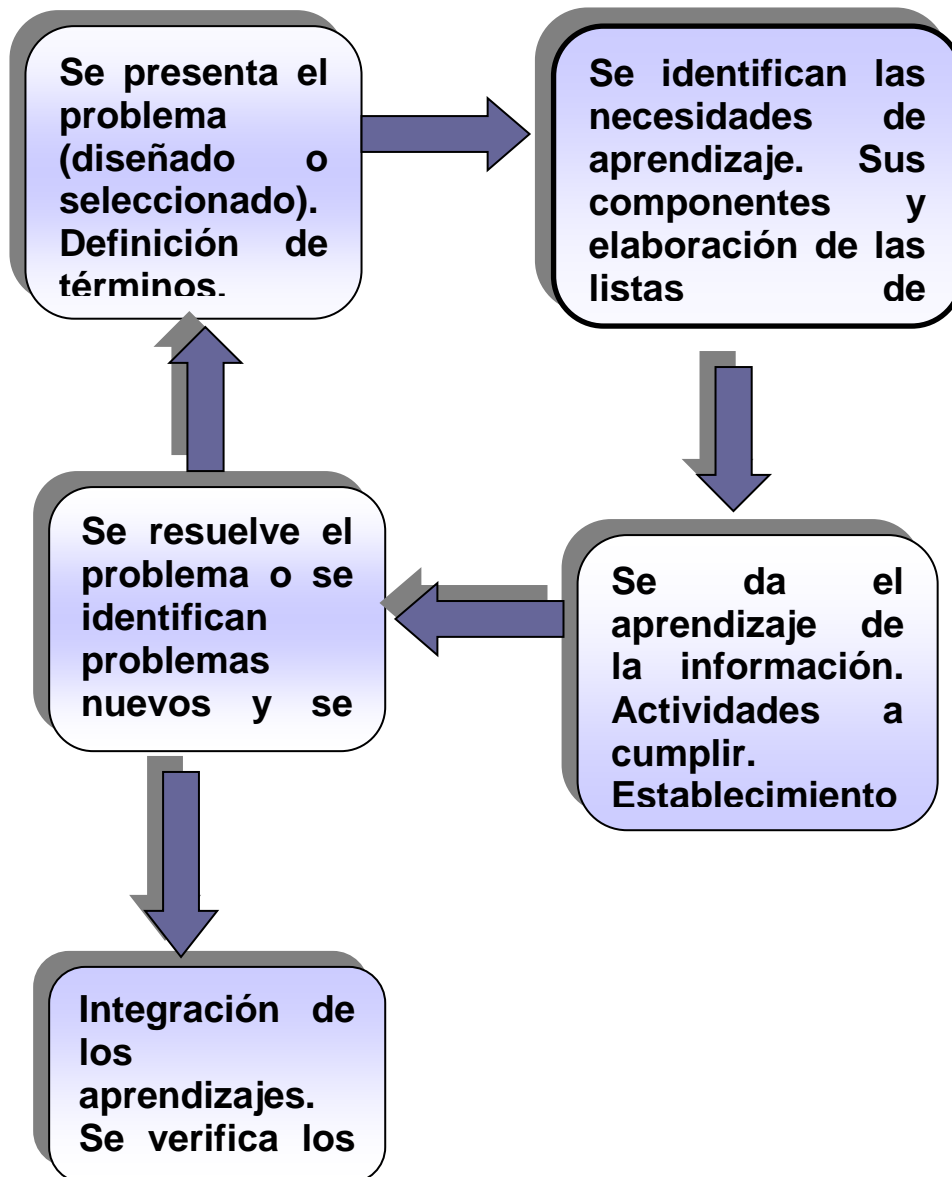 Se presenta el
problema
(diseñado o
seleccionado).
Definición de
términos.
Se identifican las
necesidades de
aprendizaje. Sus
componentes y
elaboración de las
listas de
Se da el
aprendizaje de
la información.
Actividades a
cumplir.
Establecimiento
Se resuelve el
problema o se
identifican
problemas
nuevos y se
Integración de
los
aprendizajes.
Se verifica los